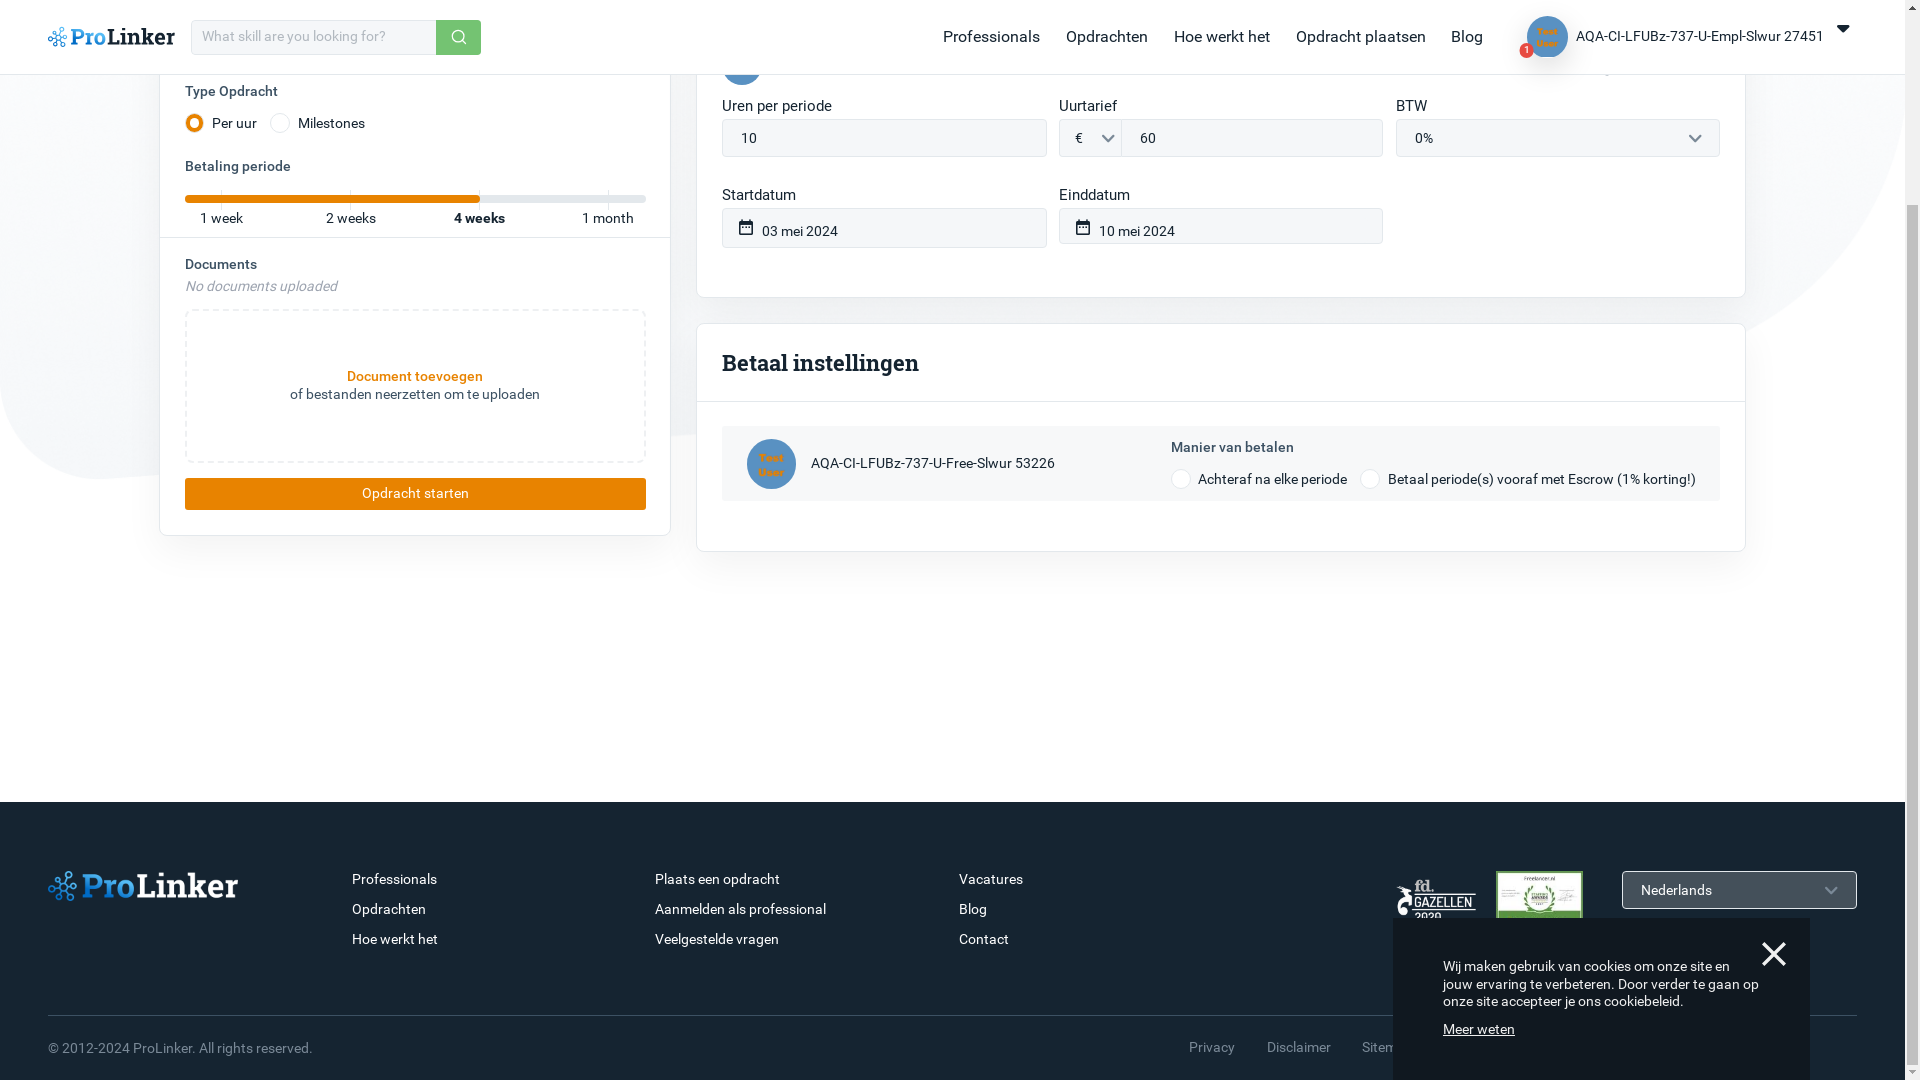 ProLinker
What skill are you looking for?
Professionals
Opdrachten
Hoe werkt het
Opdracht plaatsen
Blog
Test
User
1
AQA-CI-LFUBz-737-U-Empl-Slwur 27451
Type Opdracht
Per uur
Milestones
Betaling periode
1 week
2 weeks
4 weeks
1 month
Documents
No documents uploaded
Document toevoegen
of bestanden neerzetten om te uploaden
Opdracht starten
Uren per periode
Uurtarief
BTW
10
€
60
0%
Startdatum
Einddatum
03 mei 2024
10 mei 2024
Betaal instellingen
Test
User
AQA-CI-LFUBz-737-U-Free-Slwur 53226
Manier van betalen
Achteraf na elke periode
Betaal periode(s) vooraf met Escrow (1% korting!)
ProLinker
Professionals
Opdrachten
Hoe werkt het
Plaats een opdracht
Aanmelden als professional
Veelgestelde vragen
Vacatures
Blog
Contact
fd.
GAZELLEN
2020
Freelancer.nl
Nederlands
Wij maken gebruik van cookies om onze site en
jouw ervaring te verbeteren. Door verder te gaan op
onze site accepteer je ons cookiebeleid.
Meer weten
© 2012-2024 ProLinker. All rights reserved.
Privacy
Disclaimer